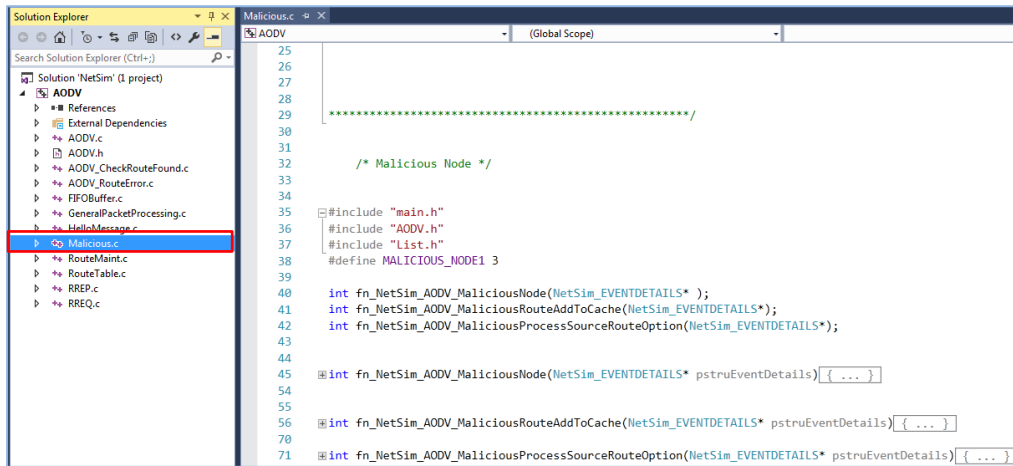 Solution Explorer
Search Solution Explorer (Ctrl+;)
Solution 'NetSim' (1 project)
AODV
References
External Dependencies
AODV.c
AODV.h
AODV_CheckRouteFound.c
AODV_RouteError.c
FIFOBuffer.c
GeneralPacketProcessing.c
HelloMessage.c
Malicious.c
RouteMaint.c
RouteTable.c
RREP.c
RREQ.c
Malicious.c
AODV (Global Scope)
25
26
27
28
29 *****************************************************/
30
31
32 /* Malicious Node */
33
34
35 #include "main.h"
36 #include "AODV.h"
37 #include "List.h"
38 #define MALICIOUS_NODE1 3
39
40 int fn_NetSim_AODV_MaliciousNode(NetSim_EVENTDETAILS* );
41 int fn_NetSim_AODV_MaliciousRouteAddToCache(NetSim_EVENTDETAILS*);
42 int fn_NetSim_AODV_MaliciousProcessSourceRouteOption(NetSim_EVENTDETAILS*);
43
44
45 int fn_NetSim_AODV_MaliciousNode(NetSim_EVENTDETAILS* pstruEventDetails) { ... }
54
55
56 int fn_NetSim_AODV_MaliciousRouteAddToCache(NetSim_EVENTDETAILS* pstruEventDetails) { ... }
70
71 int fn_NetSim_AODV_MaliciousProcessSourceRouteOption(NetSim_EVENTDETAILS* pstruEventDetails) { ... }